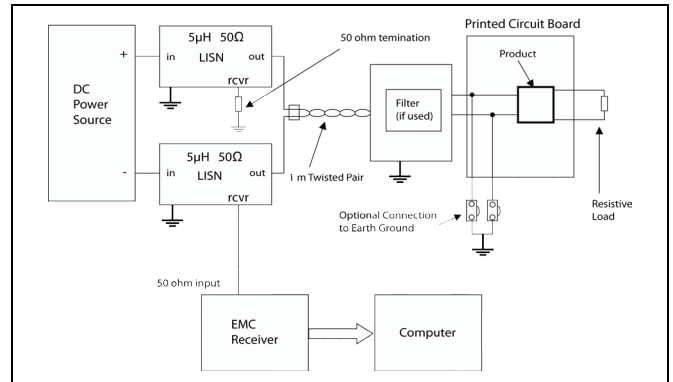 Printed Circuit Board
5µH 50Ω
LISN
in
out
rcvr
50 ohm temination
Product
+
DC
Power
Source
-
Filter
(if used)
5µH 50Ω
LISN
in
out
rcvr
1 m Twisted Pair
Optional Connection
to Earth Ground
Resistive
Load
50 ohm input
EMC
Receiver
Computer